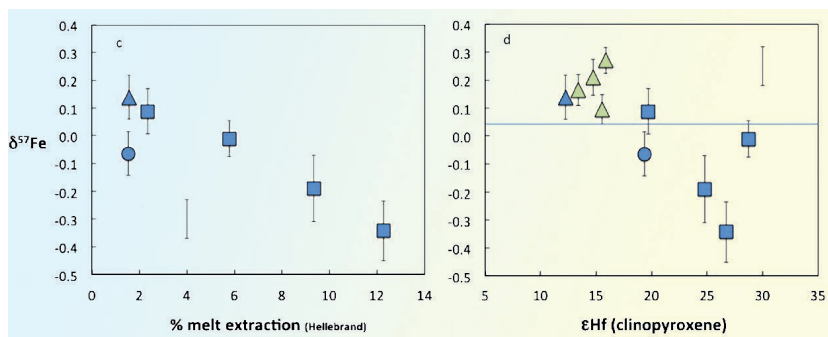 c
0.4
0.3
0.2
0.1
0.0
-0.1
-0.2
-0.3
-0.4
-0.5
δ57Fe
0 2 4 6 8 10 12 14
% melt extraction (Hellebrand)
d
0.4
0.3
0.2
0.1
0.0
-0.1
-0.2
-0.3
-0.4
-0.5
5 10 15 20 25 30 35
εHf (clinopyroxene)